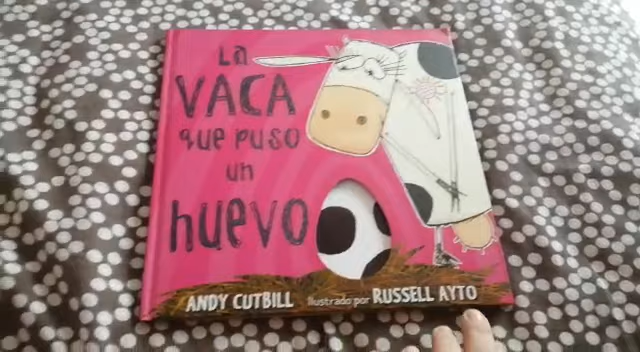 La
VACA
que puso
un
huevo
ANDY CUTBILL ilustrado por RUSSELL AYTO